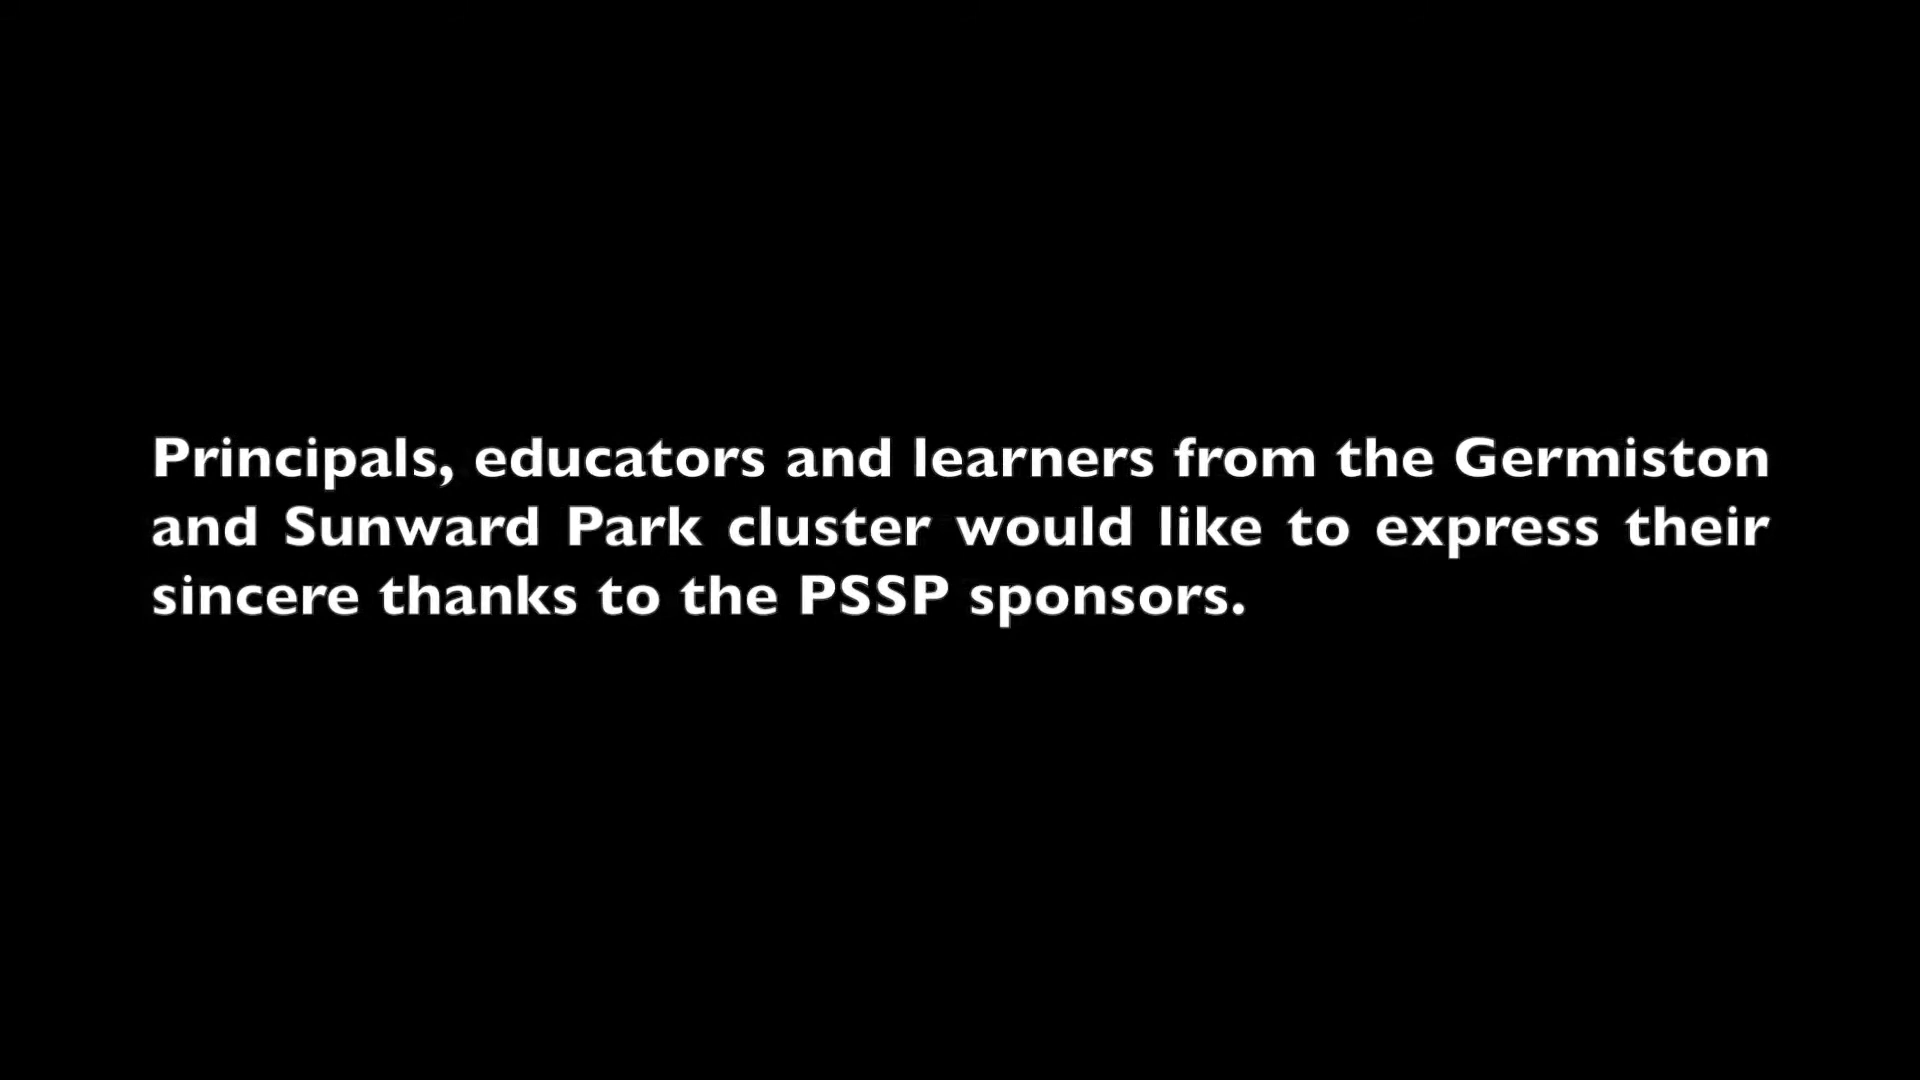 Principals, educators and learners from the Germiston
and Sunward Park cluster would like to express their
sincere thanks to the PSSP sponsors.